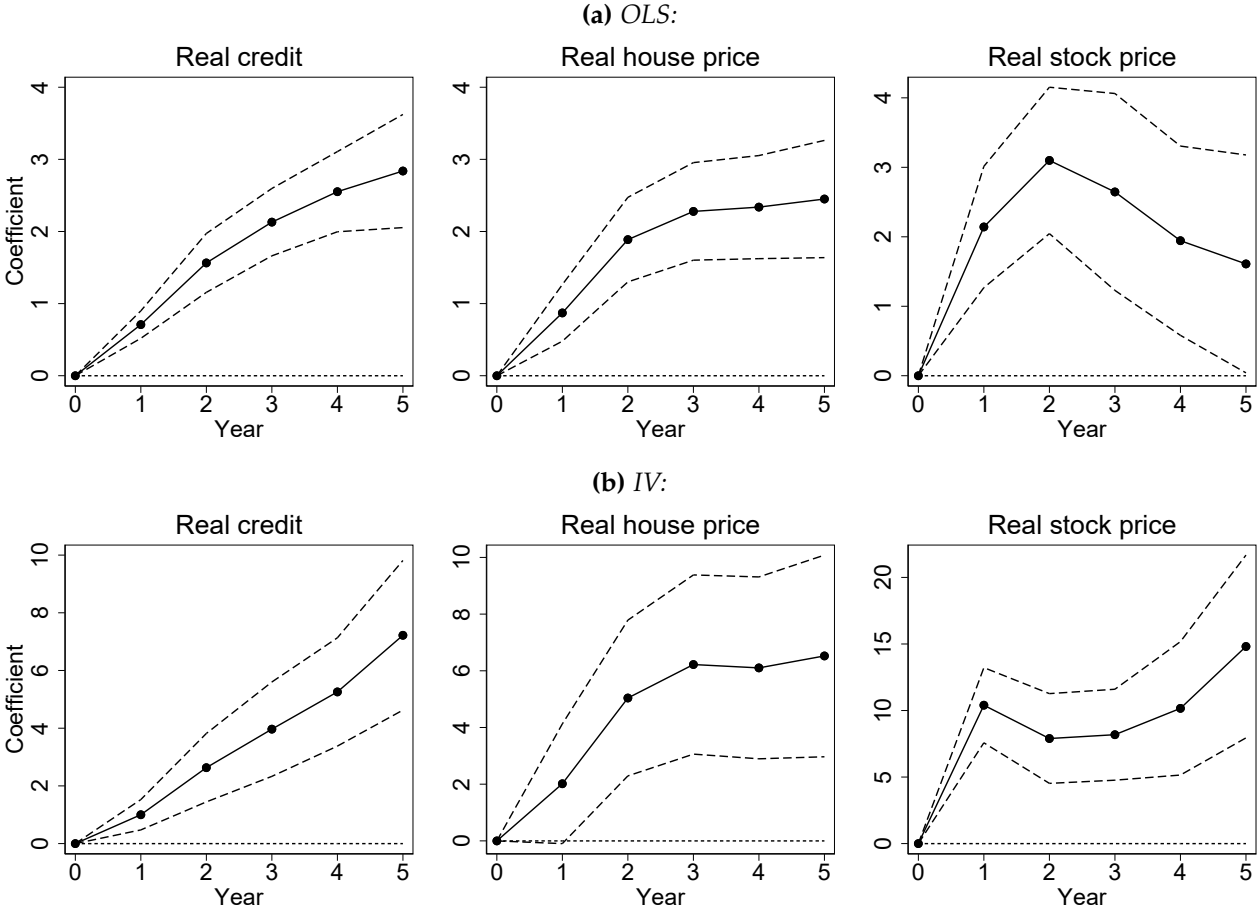 (a) OLS:
Real credit
Real house price
Real stock price
Coefficient
0 1 2 3 4
0 1 2 3 4
0 1 2 3 4
0 1 2 3 4 5
0 1 2 3 4 5
0 1 2 3 4 5
Year
Year
Year
(b) IV:
Real credit
Real house price
Real stock price
Coefficient
0 2 4 6 8 10
0 2 4 6 8 10
0 5 10 15 20
0 1 2 3 4 5
0 1 2 3 4 5
0 1 2 3 4 5
Year
Year
Year